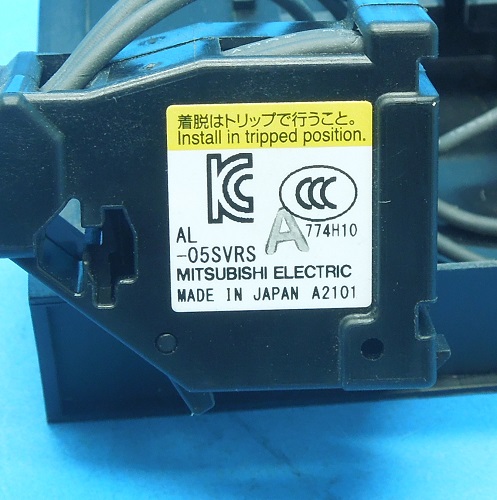 着脱はトリップで行うこと。
Install in tripped position.
KC CCC
AL A 774H10
-05SVRS
MITSUBISHI ELECTRIC
MADE IN JAPAN A2101